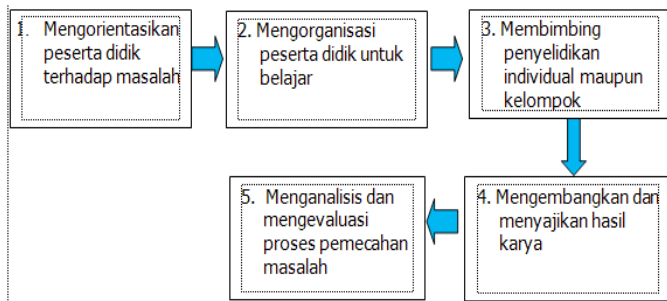 1. Mengorientasikan
peserta didik
terhadap masalah
2. Mengorganisasi
peserta didik untuk
belajar
3. Membimbing
penyelidikan
individual maupun
kelompok
4. Mengembangkan dan
menyajikan hasil
karya
5. Menganalisis dan
mengevaluasi
proses pemecahan
masalah